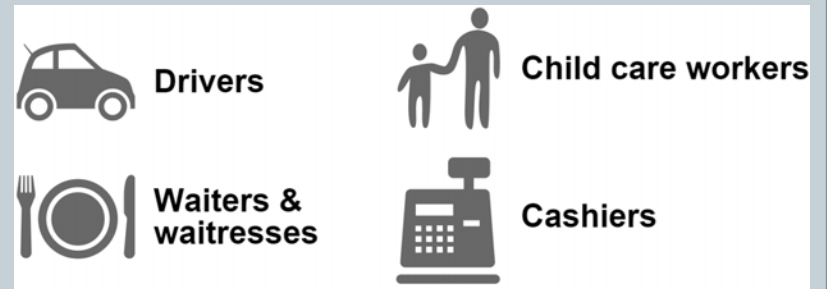 Drivers
Child care workers
Waiters &
waitresses
Cashiers